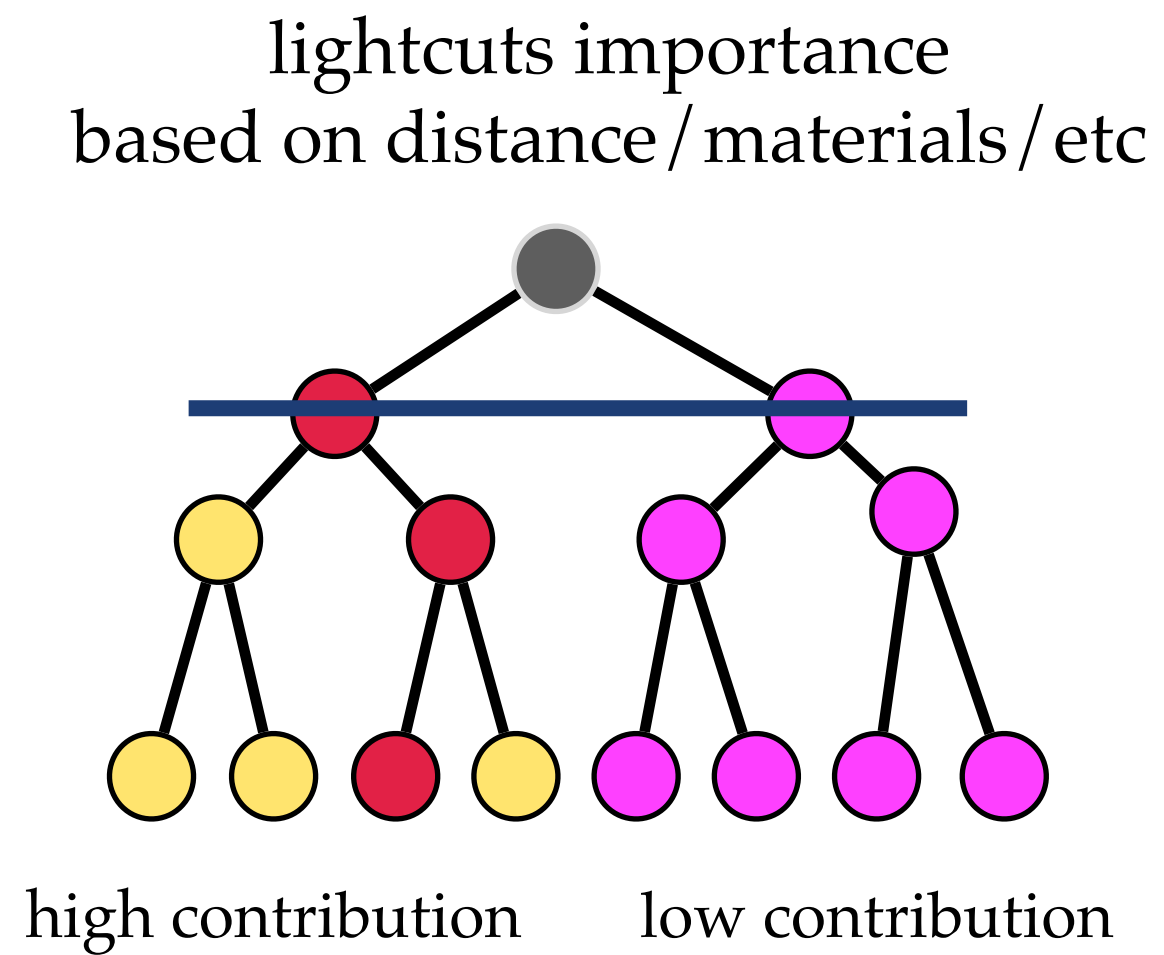 lightcuts importance
based on distance/materials/etc
high contribution
low contribution